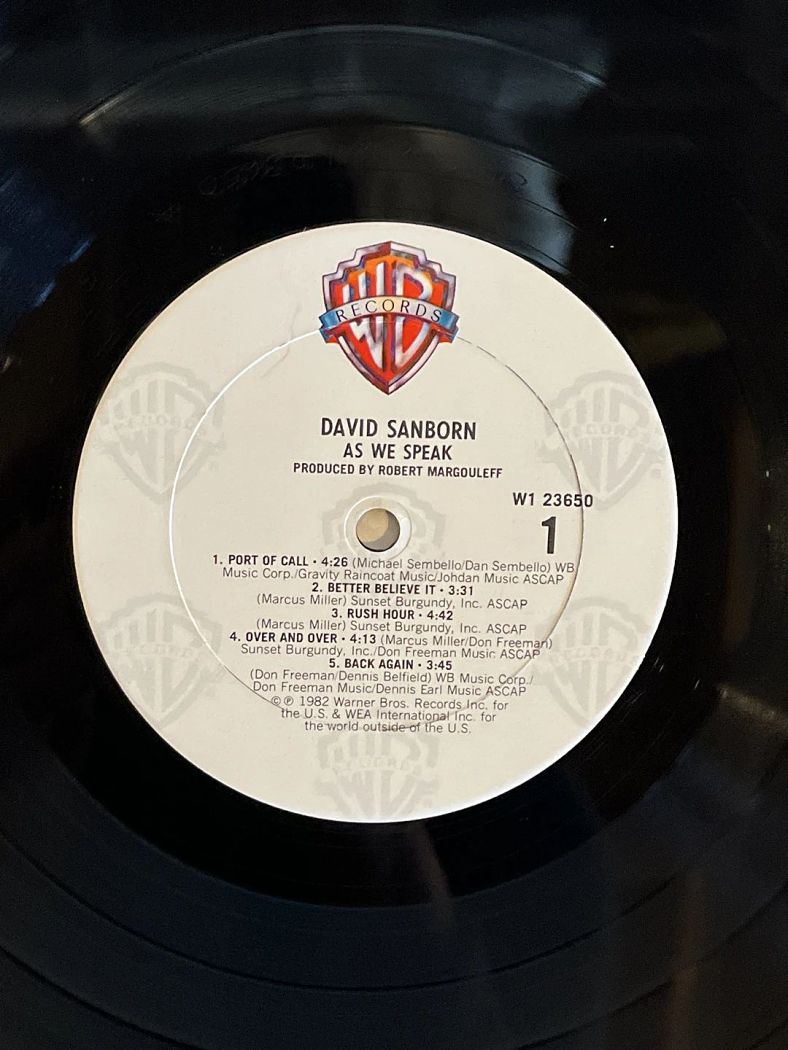 WB
RECORDS
DAVID SANBORN
AS WE SPEAK
PRODUCED BY ROBERT MARGOULEFF
W1 23650
1
1. PORT OF CALL • 4:26 (Michael Sembello/Dan Sembello) WB
Music Corp./Gravity Raincoat Music/Johdan Music ASCAP
2. BETTER BELIEVE IT • 3:31
(Marcus Miller) Sunset Burgundy, Inc. ASCAP
3. RUSH HOUR • 4:42
(Marcus Miller) Sunset Burgundy, Inc. ASCAP
4. OVER AND OVER • 4:13 (Marcus Miller/Don Freeman)
Sunset Burgundy, Inc./Don Freeman Music ASCAP
5. BACK AGAIN • 3:45
(Don Freeman/Dennis Belfield) WB Music Corp./
Don Freeman Music/Dennis Earl Music ASCAP
©℗ 1982 Warner Bros. Records Inc. for
the U.S. & WEA International Inc. for
the world outside of the U.S.